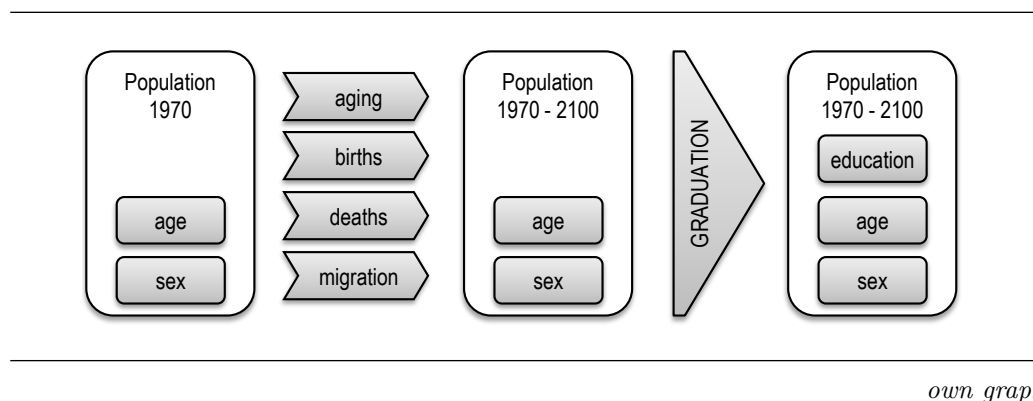 Population
1970
age
sex
aging
births
deaths
migration
Population
1970 - 2100
age
sex
GRADUATION
Population
1970 - 2100
education
age
sex
own grap